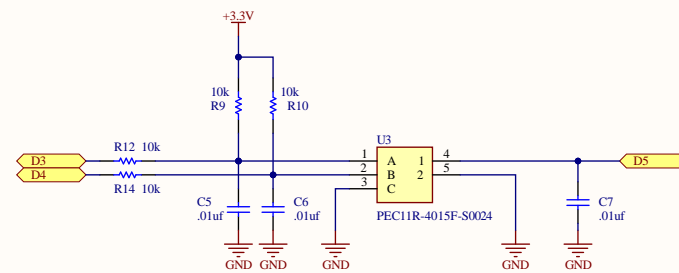 +3.3V
10k 10k
R9 R10
R12 10k
U3
D3 1 A 1 4 D5
D4 2 B 2 5
R14 10k
3 C
C5 C6 C7
.01uf .01uf .01uf
PEC11R-4015F-S0024
GND GND GND GND GND